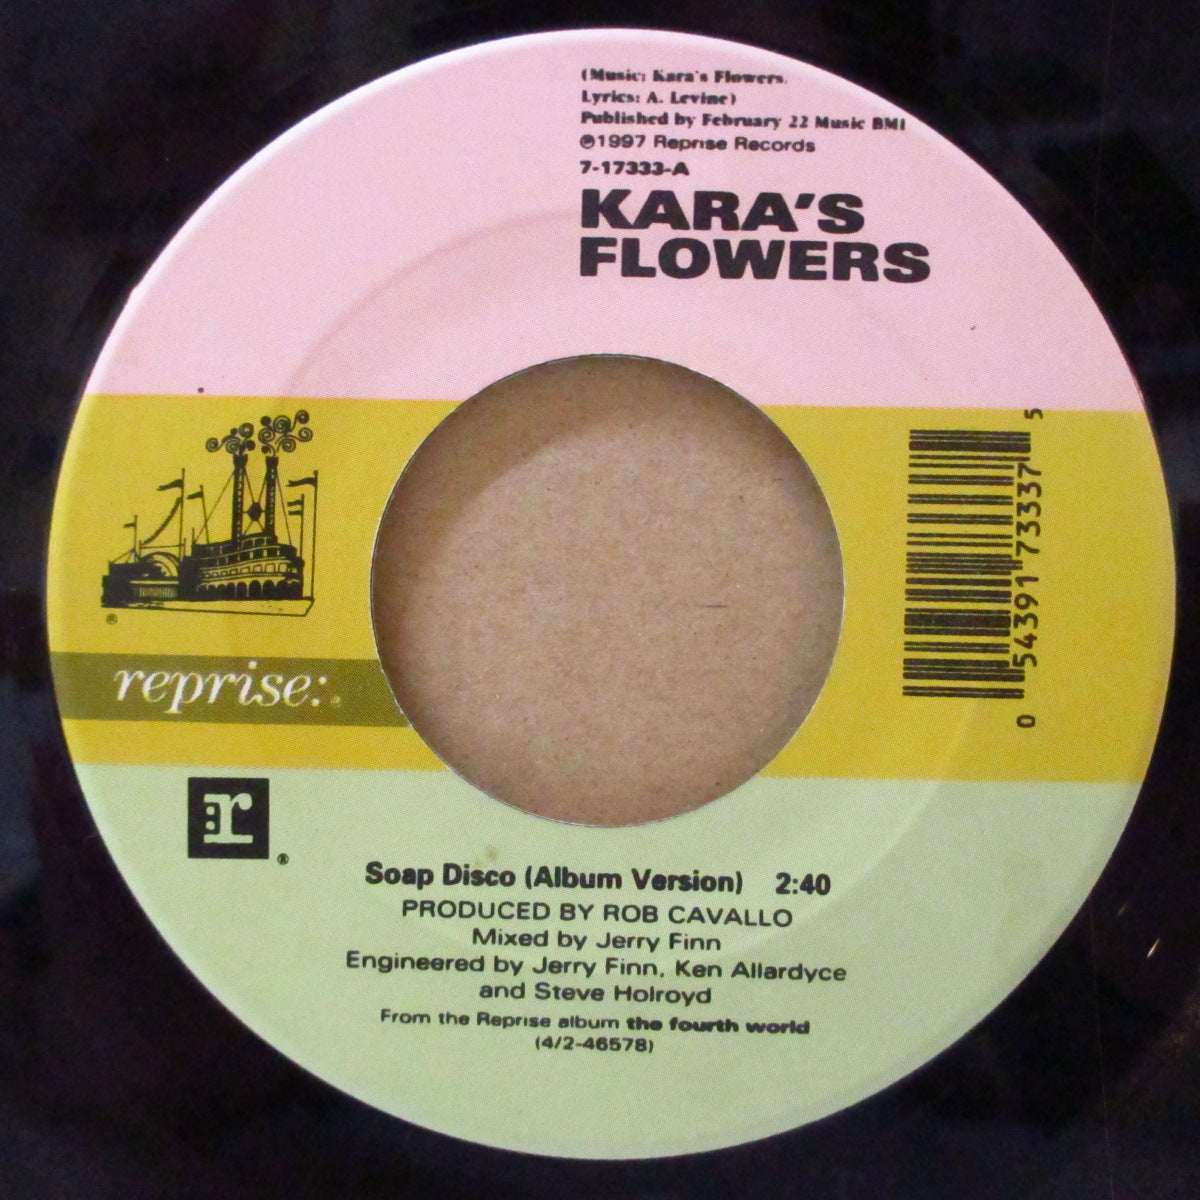 (Music: Kara's Flowers,
Lyrics: A. Levine)
Published by February 22 Music BMI
℗1997 Reprise Records
7-17333-A
KARA'S
FLOWERS
®
reprise:®
0 54391 73337 5
r®
Soap Disco (Album Version) 2:40
PRODUCED BY ROB CAVALLO
Mixed by Jerry Finn
Engineered by Jerry Finn, Ken Allardyce
and Steve Holroyd
From the Reprise album the fourth world
(4/2-46578)